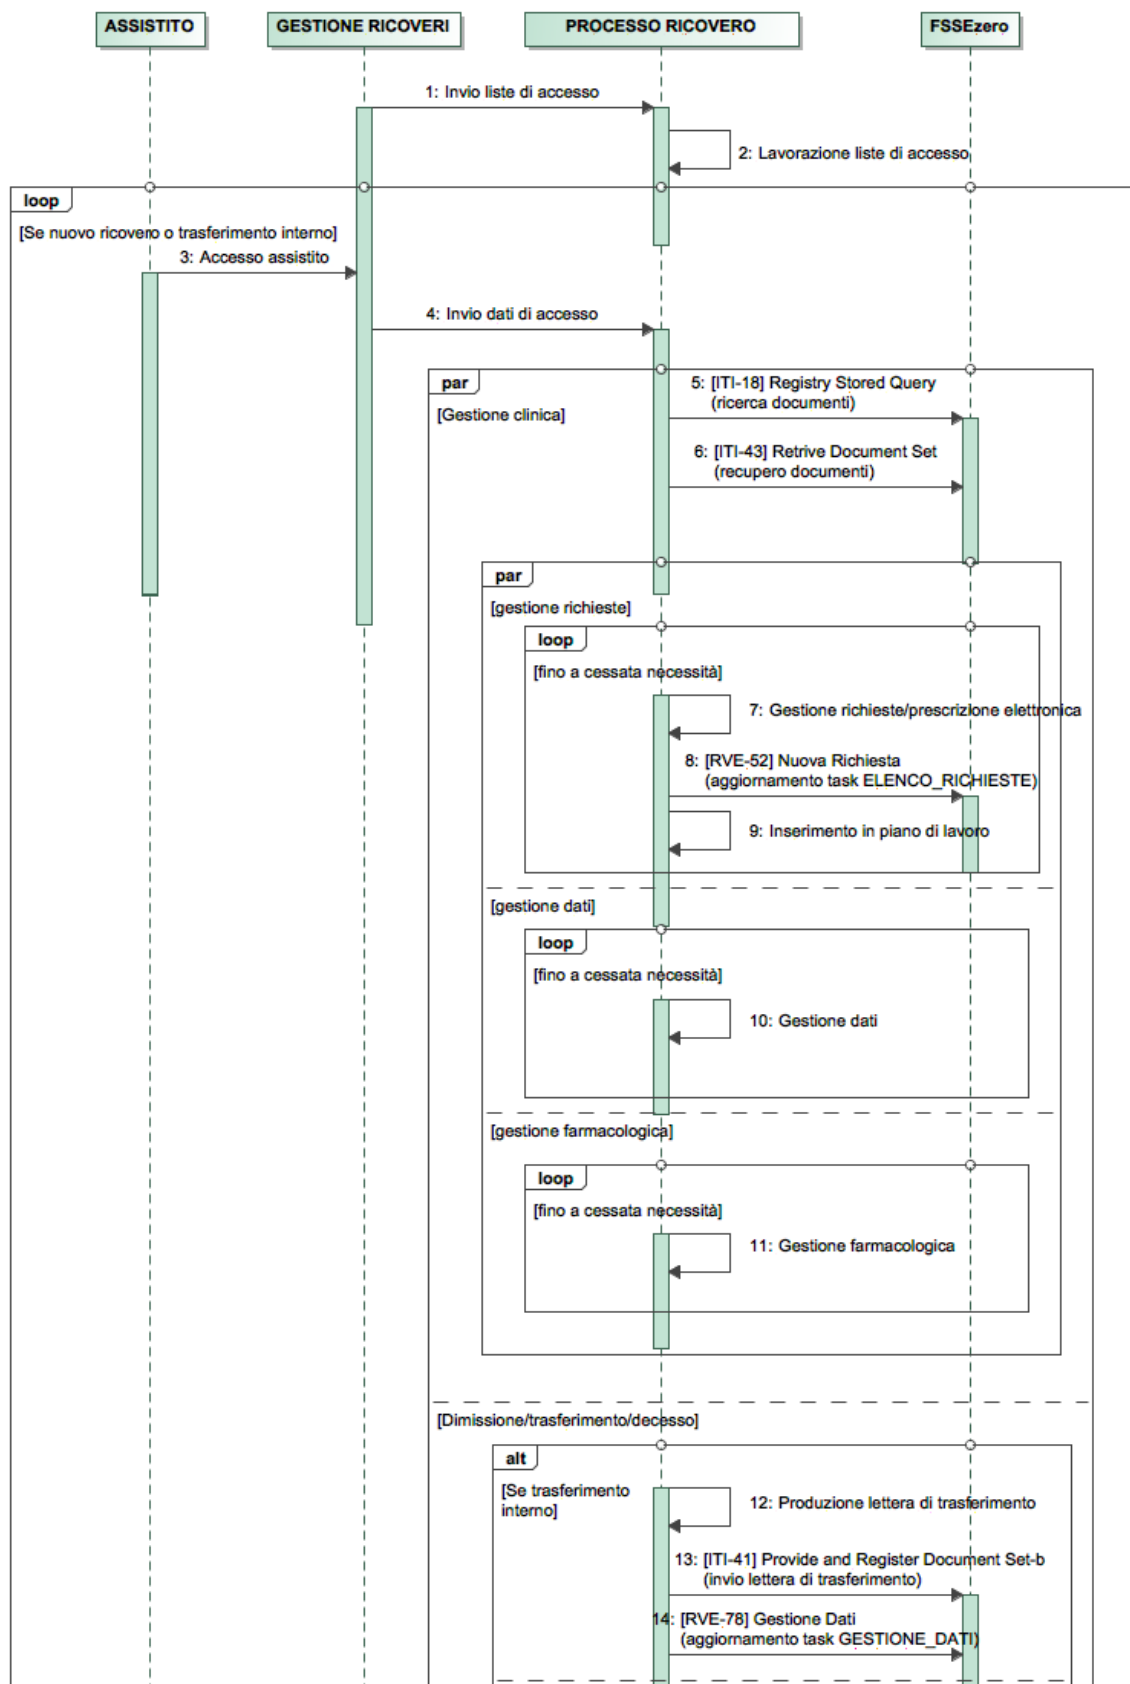 ASSISTITO
GESTIONE RICOVERI
PROCESSO RICOVERO
FSSEzero
1: Invio liste di accesso
2: Lavorazione liste di accesso
loop
[Se nuovo ricovero o trasferimento interno]
3: Accesso assistito
4: Invio dati di accesso
par
[Gestione clinica]
5: [ITI-18] Registry Stored Query
(ricerca documenti)
6: [ITI-43] Retrive Document Set
(recupero documenti)
par
[gestione richieste]
loop
[fino a cessata necessità]
7: Gestione richieste/prescrizione elettronica
8: [RVE-52] Nuova Richiesta
(aggiornamento task ELENCO_RICHIESTE)
9: Inserimento in piano di lavoro
[gestione dati]
loop
[fino a cessata necessità]
10: Gestione dati
[gestione farmacologica]
loop
[fino a cessata necessità]
11: Gestione farmacologica
[Dimissione/trasferimento/decesso]
alt
[Se trasferimento
interno]
12: Produzione lettera di trasferimento
13: [ITI-41] Provide and Register Document Set-b
(invio lettera di trasferimento)
14: [RVE-78] Gestione Dati
(aggiornamento task GESTIONE_DATI)